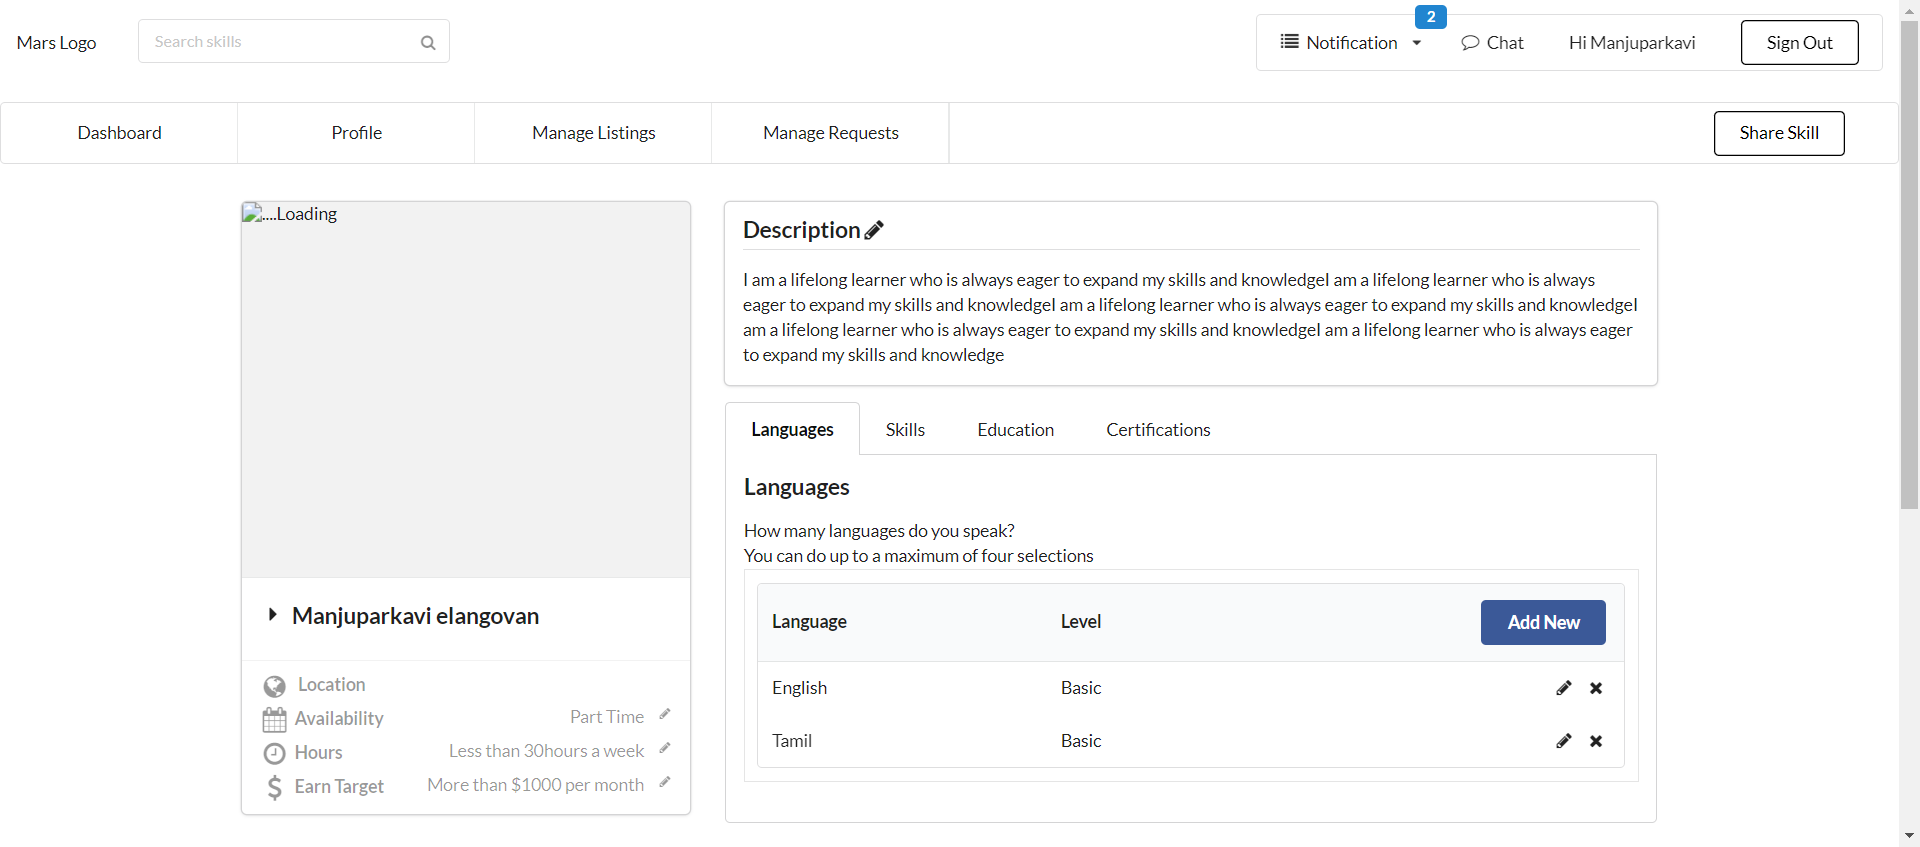 Mars Logo
Search skills
2
Notification
Chat
Hi Manjuparkavi
Sign Out
Dashboard
Profile
Manage Listings
Manage Requests
Share Skill
....Loading
Manjuparkavi elangovan
Location
Availability
Part Time
Hours
Less than 30hours a week
Earn Target
More than $1000 per month
Description
I am a lifelong learner who is always eager to expand my skills and knowledgeI am a lifelong learner who is always
eager to expand my skills and knowledgeI am a lifelong learner who is always eager to expand my skills and knowledgeI
am a lifelong learner who is always eager to expand my skills and knowledgeI am a lifelong learner who is always eager
to expand my skills and knowledge
Languages
Skills
Education
Certifications
Languages
How many languages do you speak?
You can do up to a maximum of four selections
Language
Level
Add New
English
Basic
Tamil
Basic